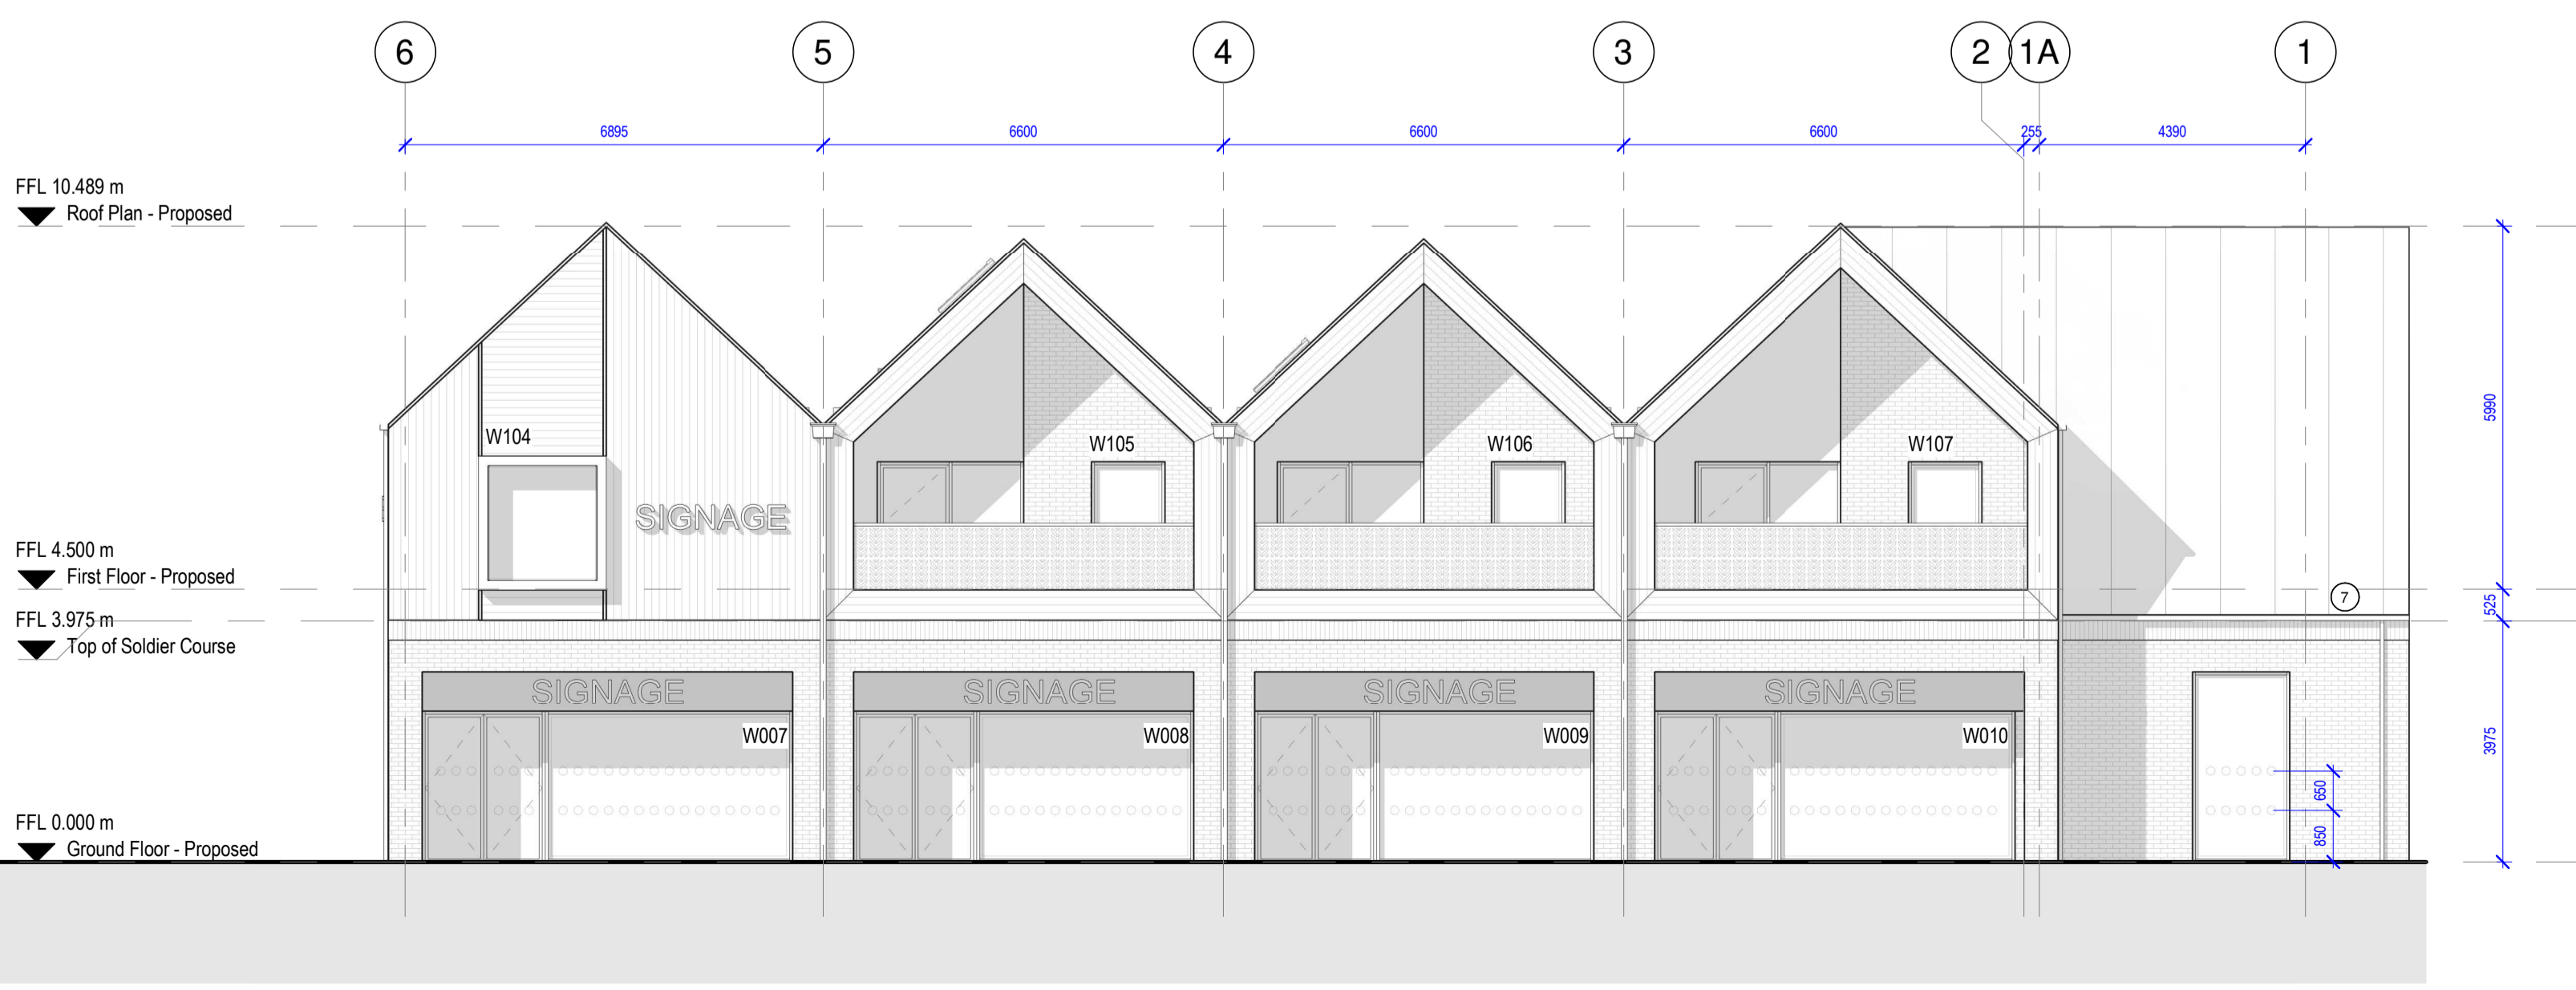 6 5 4 3 2 1A 1
6895 6600 6600 6600 255 4390
FFL 10.489 m
Roof Plan - Proposed
5990
W104 W105 W106 W107
SIGNAGE
FFL 4.500 m
First Floor - Proposed
7
525
FFL 3.975 m
Top of Soldier Course
SIGNAGE SIGNAGE SIGNAGE SIGNAGE
W007 W008 W009 W010
3975
650
FFL 0.000 m
850
Ground Floor - Proposed